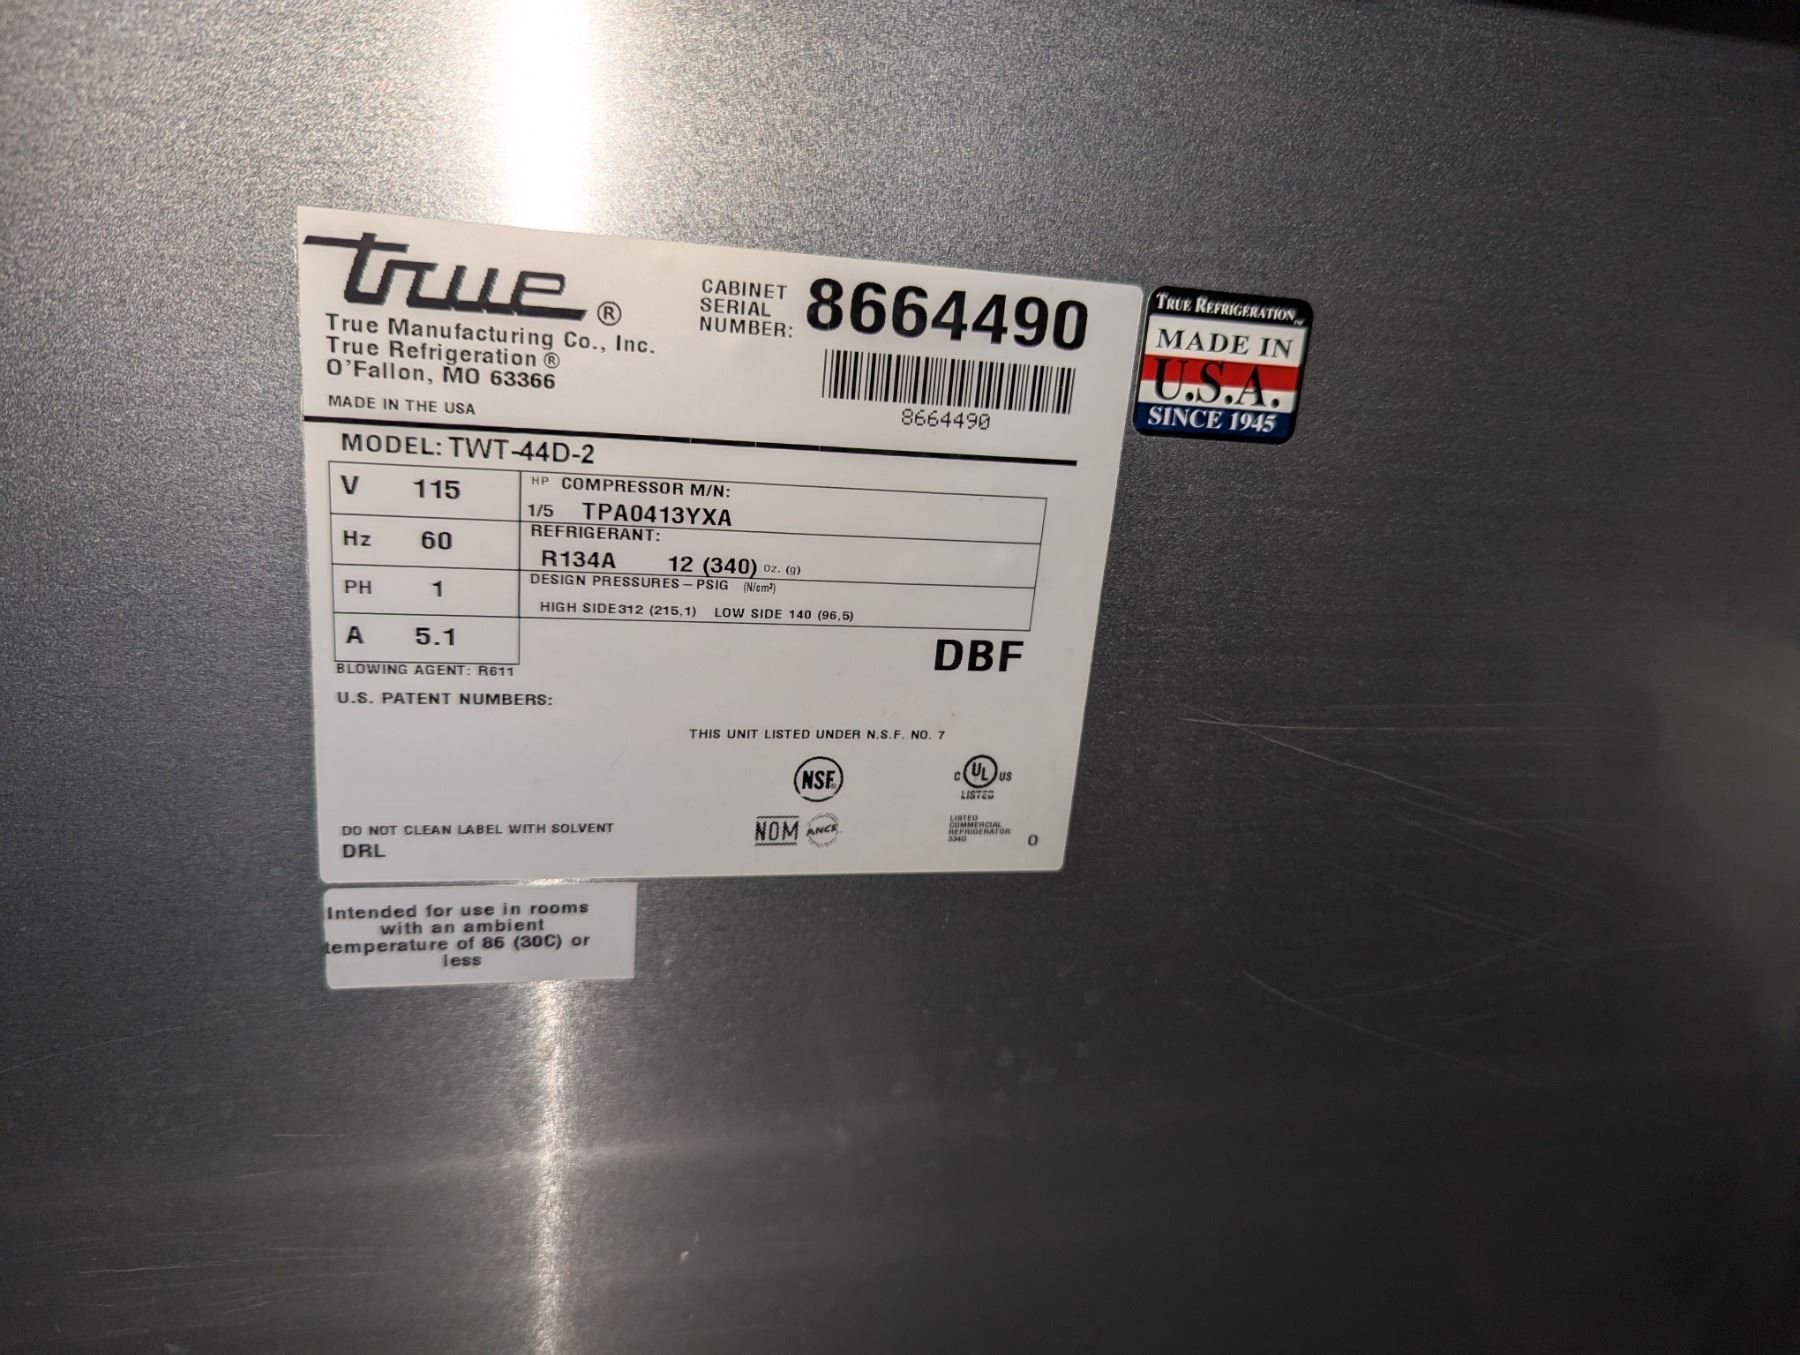 true®
True Manufacturing Co., Inc.
True Refrigeration ®
O'Fallon, MO 63366
MADE IN THE USA
CABINET
SERIAL
NUMBER: 8664490
8664490
TRUE REFRIGERATION
MADE IN
U.S.A.
SINCE 1945
MODEL: TWT-44D-2
V 115
Hz 60
PH 1
A 5.1
HP COMPRESSOR M/N:
1/5 TPA0413YXA
REFRIGERANT:
R134A 12 (340) oz. (g)
DESIGN PRESSURES – PSIG (N/cm²)
HIGH SIDE 312 (215,1) LOW SIDE 140 (96,5)
DBF
BLOWING AGENT: R611
U.S. PATENT NUMBERS:
THIS UNIT LISTED UNDER N.S.F. NO. 7
NSF®
C UL US
LISTED
NOM ANCE
LISTED
COMMERCIAL
REFRIGERATOR
334G
0
DO NOT CLEAN LABEL WITH SOLVENT
DRL
Intended for use in rooms
with an ambient
temperature of 86 (30C) or
less